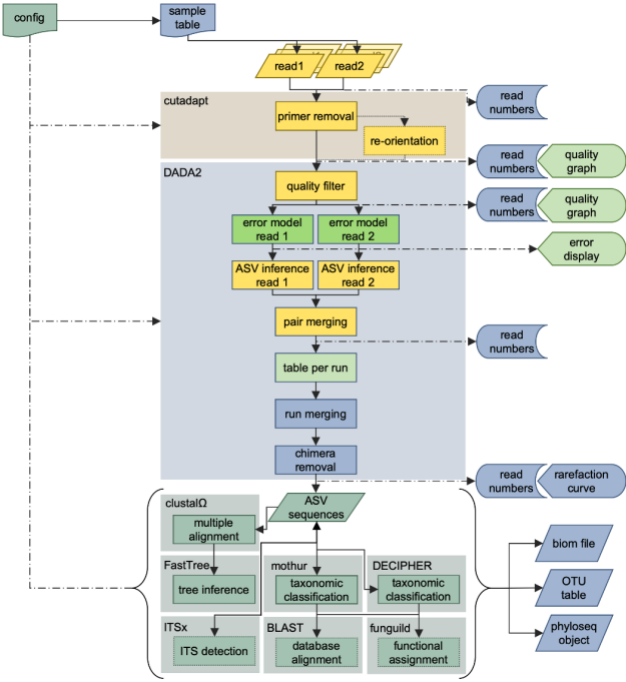 config
sample
table
read1
read2
cutadapt
primer removal
re-orientation
read
numbers
read
numbers
quality
graph
DADA2
quality filter
read
numbers
quality
graph
error model
read 1
error model
read 2
error
display
ASV inference
read 1
ASV inference
read 2
pair merging
read
numbers
table per run
run merging
chimera
removal
read
numbers
rarefaction
curve
clustalΩ
ASV
sequences
multiple
alignment
biom file
FastTree
mothur
DECIPHER
tree inference
taxonomic
classification
taxonomic
classification
OTU
table
ITSx
BLAST
funguild
phyloseq
object
ITS detection
database
alignment
functional
assignment